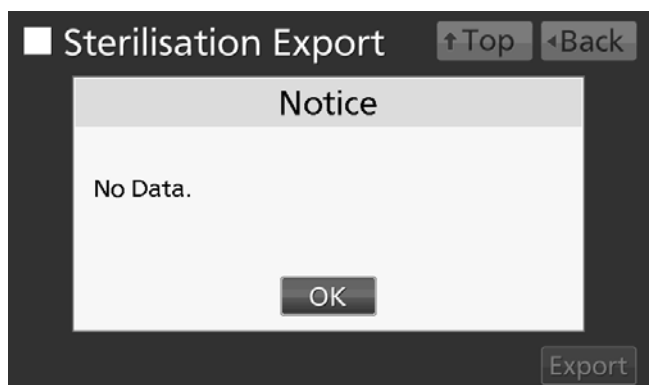 Sterilisation Export
↑Top
◂Back
Notice
No Data.
OK
Export